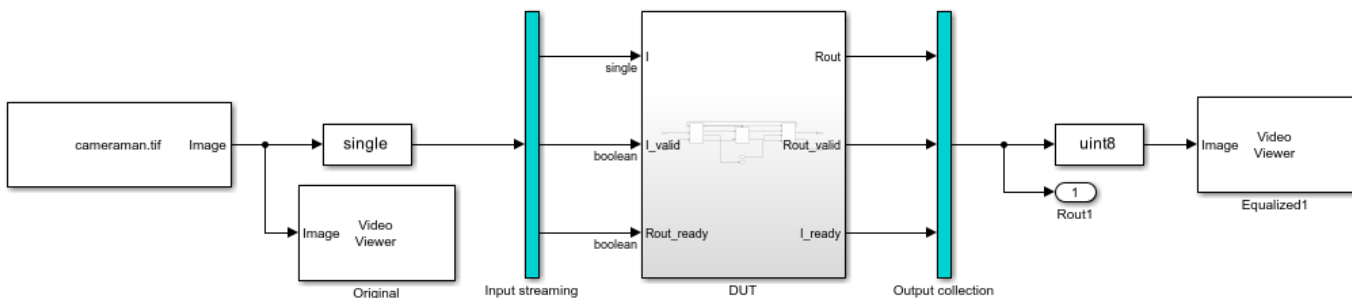 cameraman.tif
Image
single
Image
Video
Viewer
Original
Input streaming
single
boolean
boolean
I
I_valid
Rout_ready
Rout
Rout_valid
I_ready
DUT
Output collection
uint8
1
Rout1
Image
Video
Viewer
Equalized1